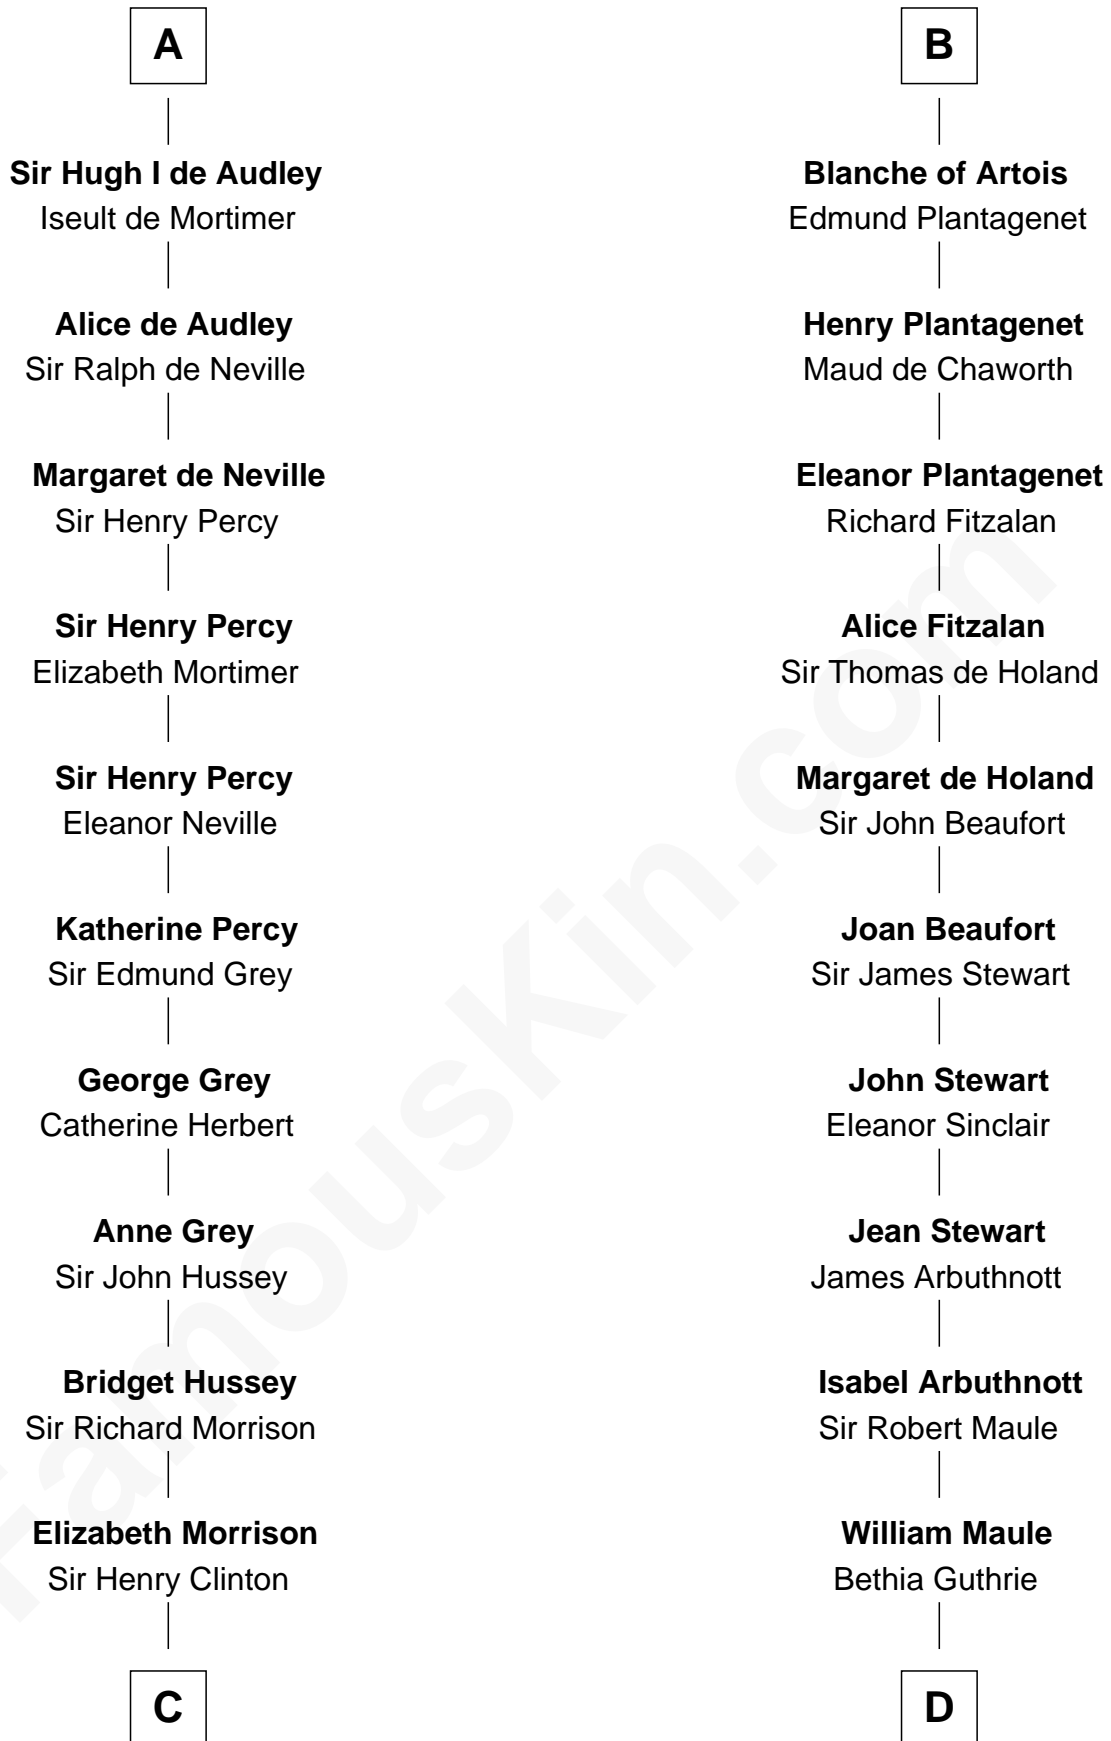 A
Sir Hugh I de Audley
Iseult de Mortimer
Alice de Audley
Sir Ralph de Neville
Margaret de Neville
Sir Henry Percy
Sir Henry Percy
Elizabeth Mortimer
Sir Henry Percy
Eleanor Neville
Katherine Percy
Sir Edmund Grey
George Grey
Catherine Herbert
Anne Grey
Sir John Hussey
Bridget Hussey
Sir Richard Morrison
Elizabeth Morrison
Sir Henry Clinton
C
B
Blanche of Artois
Edmund Plantagenet
Henry Plantagenet
Maud de Chaworth
Eleanor Plantagenet
Richard Fitzalan
Alice Fitzalan
Sir Thomas de Holand
Margaret de Holand
Sir John Beaufort
Joan Beaufort
Sir James Stewart
John Stewart
Eleanor Sinclair
Jean Stewart
James Arbuthnott
Isabel Arbuthnott
Sir Robert Maule
William Maule
Bethia Guthrie
D
FamousKin.com